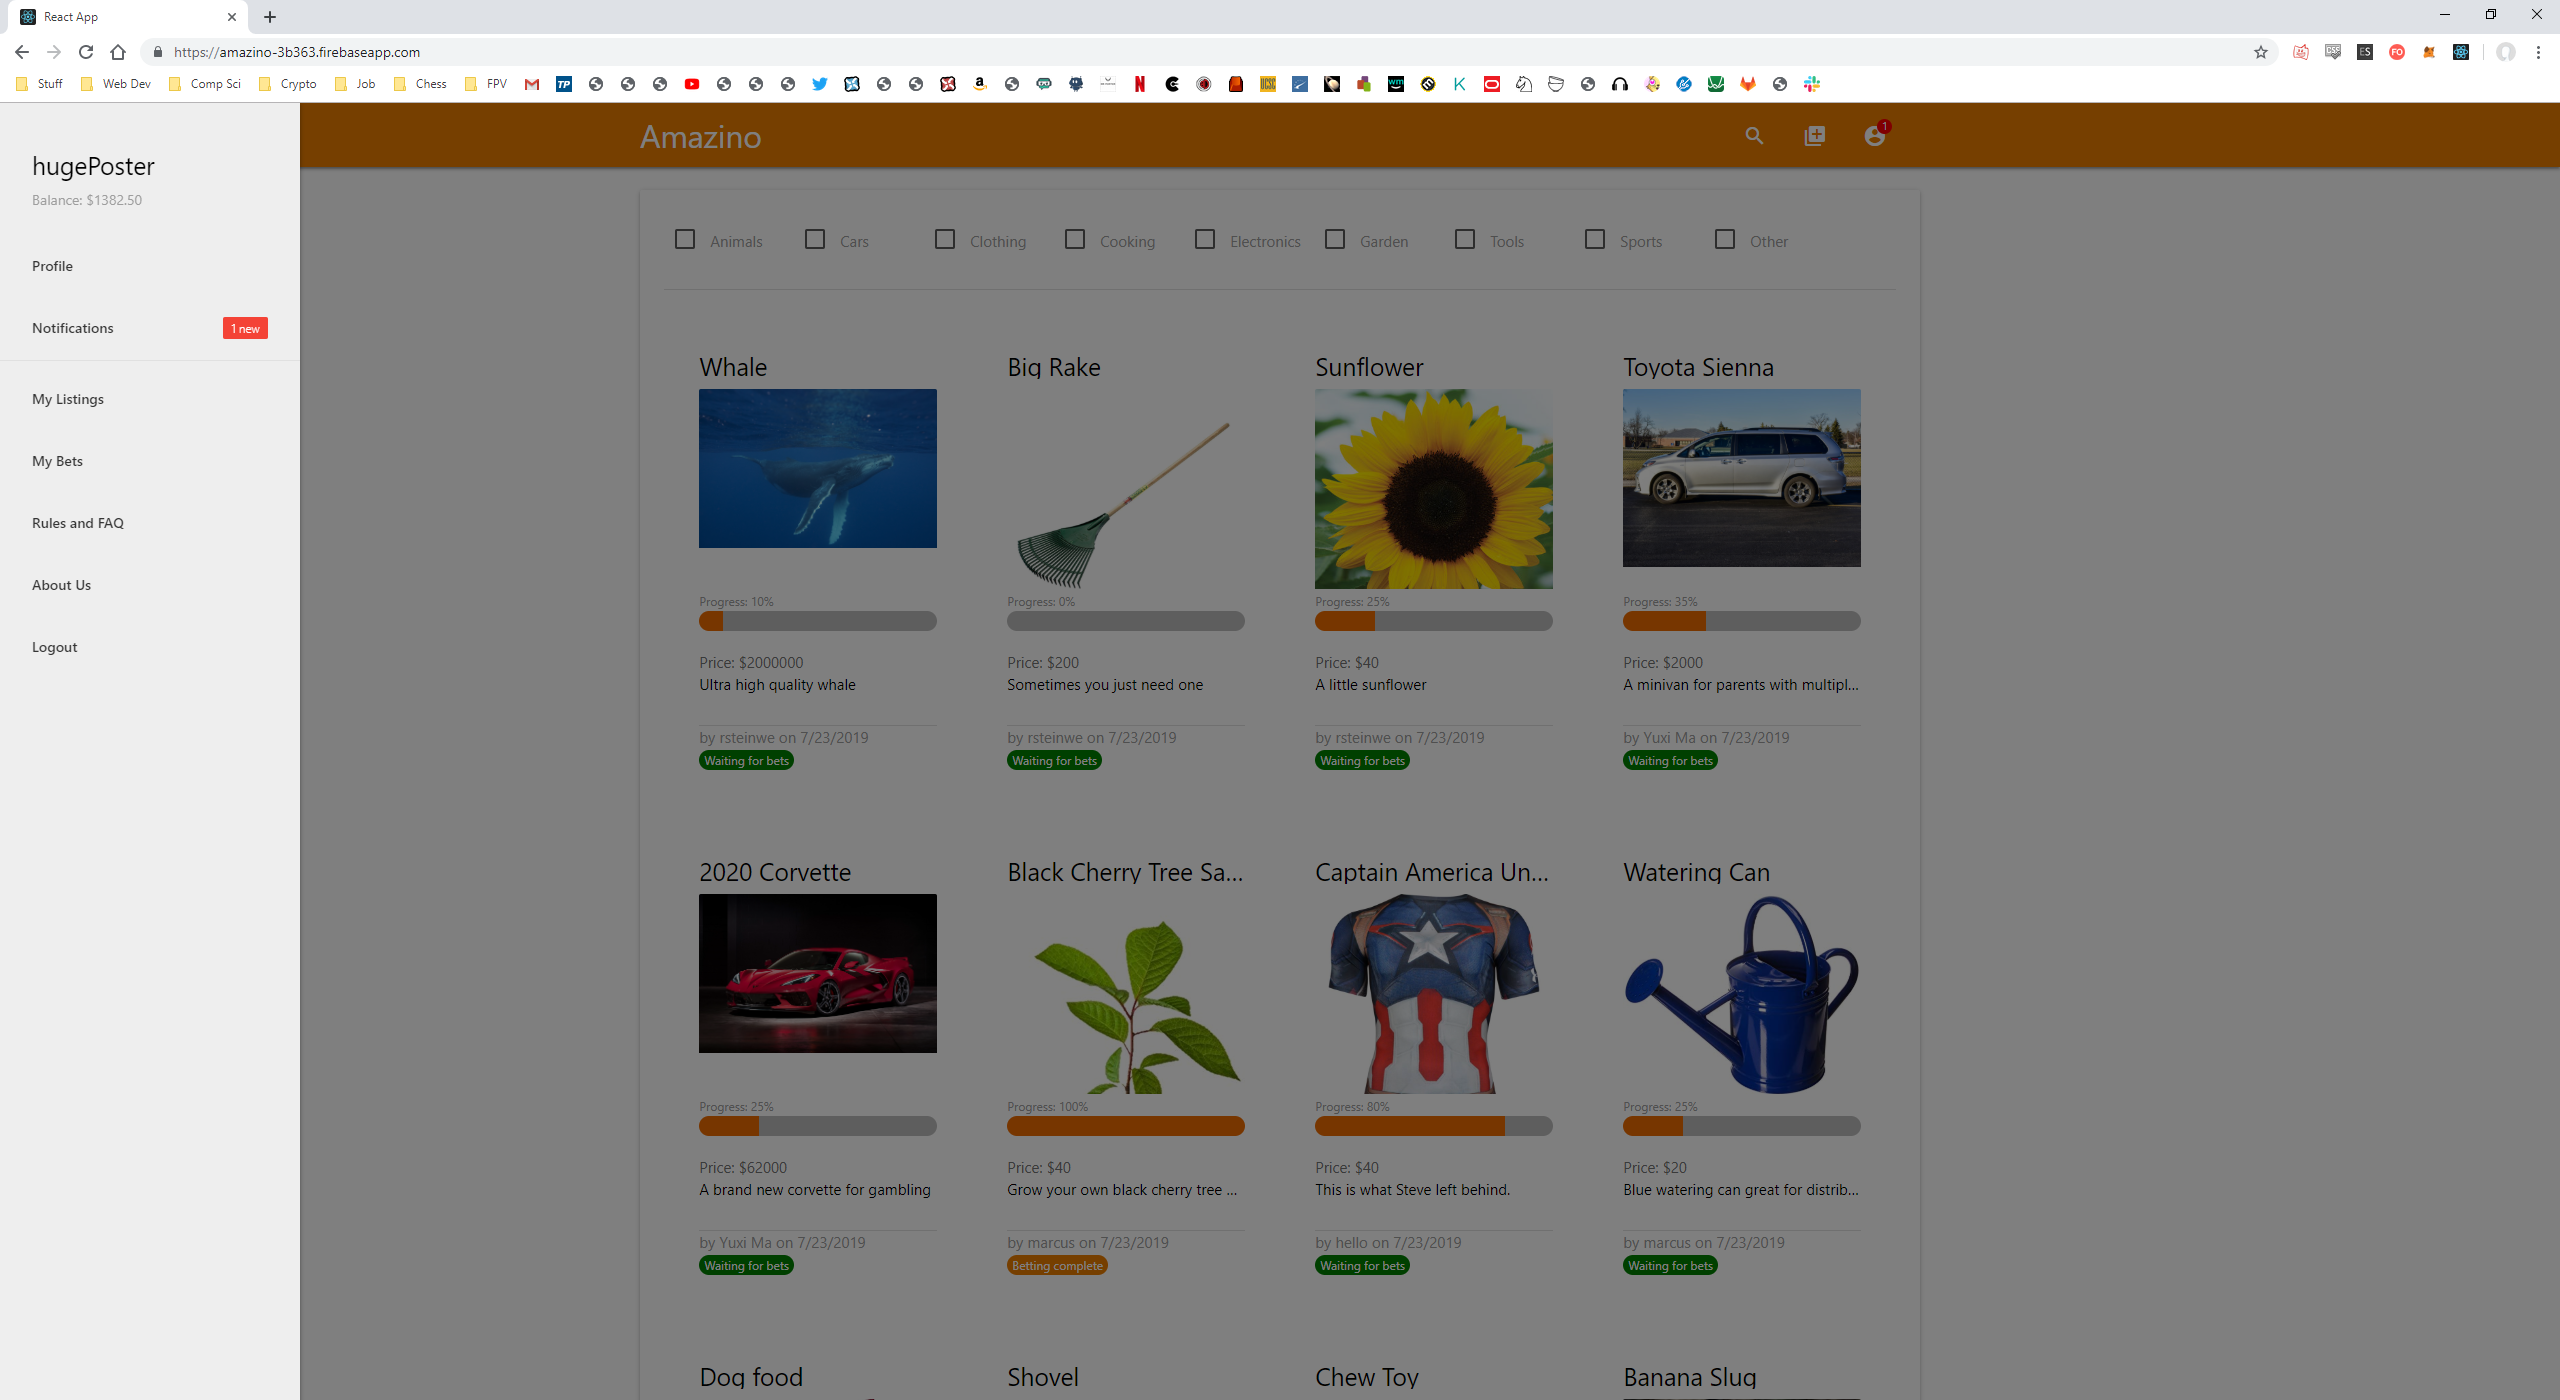 React App
https://amazino-3b363.firebaseapp.com
Stuff Web Dev Comp Sci Crypto Job Chess FPV
hugePoster
Balance: $1382.50
Profile
Notifications 1 new
My Listings
My Bets
Rules and FAQ
About Us
Logout
Amazino 1
Animals Cars Clothing Cooking Electronics Garden Tools Sports Other
Whale Big Rake Sunflower Toyota Sienna
Progress: 10% Progress: 0% Progress: 25% Progress: 35%
Price: $2000000 Price: $200 Price: $40 Price: $2000
Ultra high quality whale Sometimes you just need one A little sunflower A minivan for parents with multipl...
by rsteinwe on 7/23/2019 by rsteinwe on 7/23/2019 by rsteinwe on 7/23/2019 by Yuxi Ma on 7/23/2019
Waiting for bets Waiting for bets Waiting for bets Waiting for bets
2020 Corvette Black Cherry Tree Sa... Captain America Un... Watering Can
Progress: 25% Progress: 100% Progress: 80% Progress: 25%
Price: $62000 Price: $40 Price: $40 Price: $20
A brand new corvette for gambling Grow your own black cherry tree ... This is what Steve left behind. Blue watering can great for distrib...
by Yuxi Ma on 7/23/2019 by marcus on 7/23/2019 by hello on 7/23/2019 by marcus on 7/23/2019
Waiting for bets Betting complete Waiting for bets Waiting for bets
Dog food Shovel Chew Toy Banana Slug